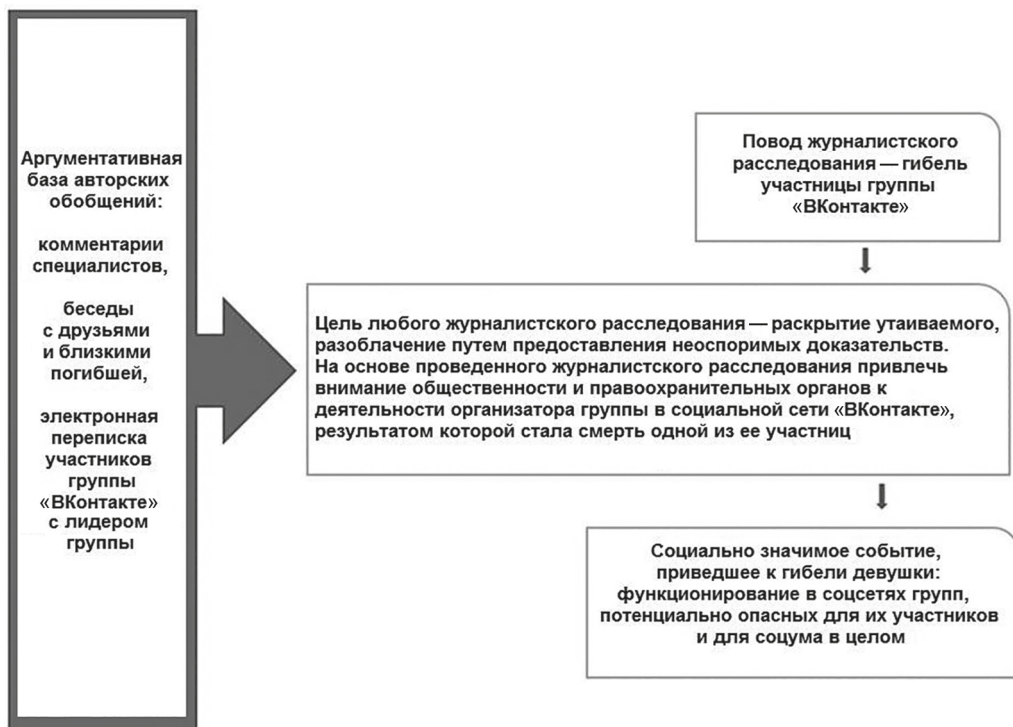 Аргументативная
база авторских
обобщений:
комментарии
специалистов,
беседы
с друзьями
и близкими
погибшей,
электронная
переписка
участников
группы
«ВКонтакте»
с лидером
группы
Повод журналистского
расследования — гибель
участницы группы
«ВКонтакте»
Цель любого журналистского расследования — раскрытие утаиваемого,
разоблачение путем предоставления неоспоримых доказательств.
На основе проведенного журналистского расследования привлечь
внимание общественности и правоохранительных органов к
деятельности организатора группы в социальной сети «ВКонтакте»,
результатом которой стала смерть одной из ее участниц
Социально значимое событие,
приведшее к гибели девушки:
функционирование в соцсетях групп,
потенциально опасных для их участников
и для соцума в целом